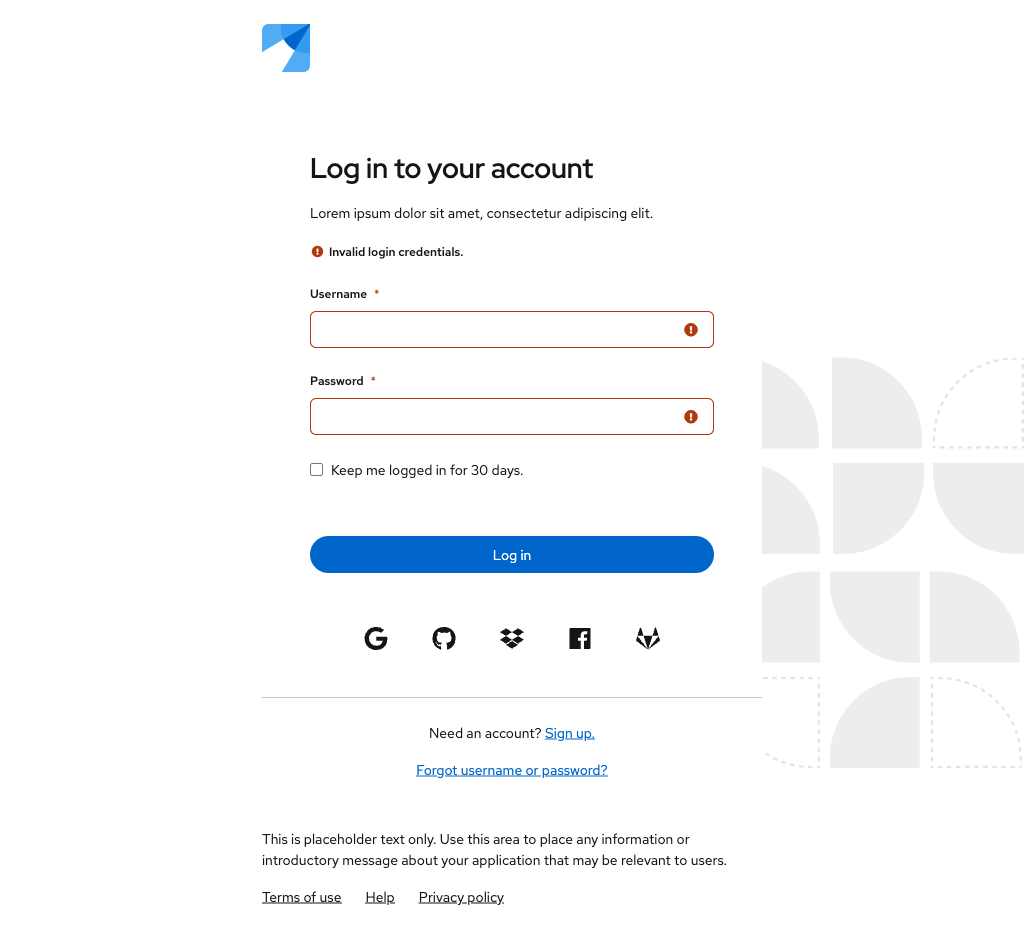 Log in to your account
Lorem ipsum dolor sit amet, consectetur adipiscing elit.
Invalid login credentials.
Username *
Password *
Keep me logged in for 30 days.
Log in
Need an account? Sign up.
Forgot username or password?
This is placeholder text only. Use this area to place any information or
introductory message about your application that may be relevant to users.
Terms of use Help Privacy policy